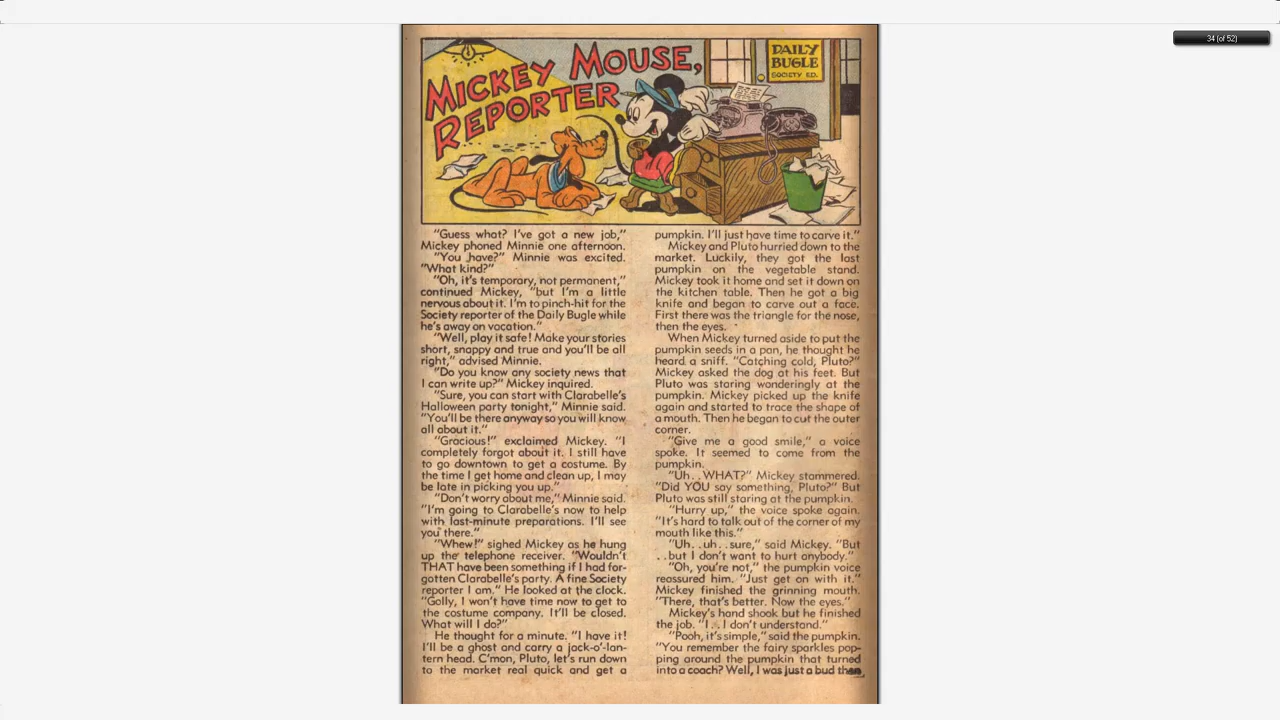 34 (of 52)
MICKEY MOUSE,
REPORTER
DAILY
BUGLE
SOCIETY ED.
"Guess what? I've got a new job,"
Mickey phoned Minnie one afternoon.
"You have?" Minnie was excited.
"What kind?"
"Oh, it's temporary, not permanent,"
continued Mickey, "but I'm a little
nervous about it. I'm to pinch-hit for the
Society reporter of the Daily Bugle while
he's away on vacation."
"Well, play it safe! Make your stories
short, snappy and true and you'll be all
right," advised Minnie.
"Do you know any society news that
I can write up?" Mickey inquired.
"Sure, you can start with Clarabelle's
Halloween party tonight," Minnie said.
"You'll be there anyway so you will know
all about it."
"Gracious!" exclaimed Mickey. "I
completely forgot about it. I still have
to go downtown to get a costume. By
the time I get home and clean up, I may
be late in picking you up."
"Don't worry about me," Minnie said.
"I'm going to Clarabelle's now to help
with last-minute preparations. I'll see
you there."
"Whew!" sighed Mickey as he hung
up the telephone receiver. "Wouldn't
THAT have been something if I had for-
gotten Clarabelle's party. A fine Society
reporter I am." He looked at the clock.
"Golly, I won't have time now to get to
the costume company. It'll be closed.
What will I do?"
He thought for a minute. "I have it!
I'll be a ghost and carry a jack-o'-lan-
tern head. C'mon, Pluto, let's run down
to the market real quick and get a
pumpkin. I'll just have time to carve it."
Mickey and Pluto hurried down to the
market. Luckily, they got the last
pumpkin on the vegetable stand.
Mickey took it home and set it down on
the kitchen table. Then he got a big
knife and began to carve out a face.
First there was the triangle for the nose,
then the eyes.
When Mickey turned aside to put the
pumpkin seeds in a pan, he thought he
heard a sniff. "Catching cold, Pluto?"
Mickey asked the dog at his feet. But
Pluto was staring wonderingly at the
pumpkin. Mickey picked up the knife
again and started to trace the shape of
a mouth. Then he began to cut the outer
corner.
"Give me a good smile," a voice
spoke. It seemed to come from the
pumpkin.
"Uh. . WHAT?" Mickey stammered.
"Did YOU say something, Pluto?" But
Pluto was still staring at the pumpkin.
"Hurry up," the voice spoke again.
"It's hard to talk out of the corner of my
mouth like this."
"Uh. . uh. . sure," said Mickey. "But
. . but I don't want to hurt anybody."
"Oh, you're not," the pumpkin voice
reassured him. "Just get on with it."
Mickey finished the grinning mouth.
"There, that's better. Now the eyes."
Mickey's hand shook but he finished
the job. "I . . I don't understand."
"Pooh, it's simple," said the pumpkin.
"You remember the fairy sparkles pop-
ping around the pumpkin that turned
into a coach? Well, I was just a bud then